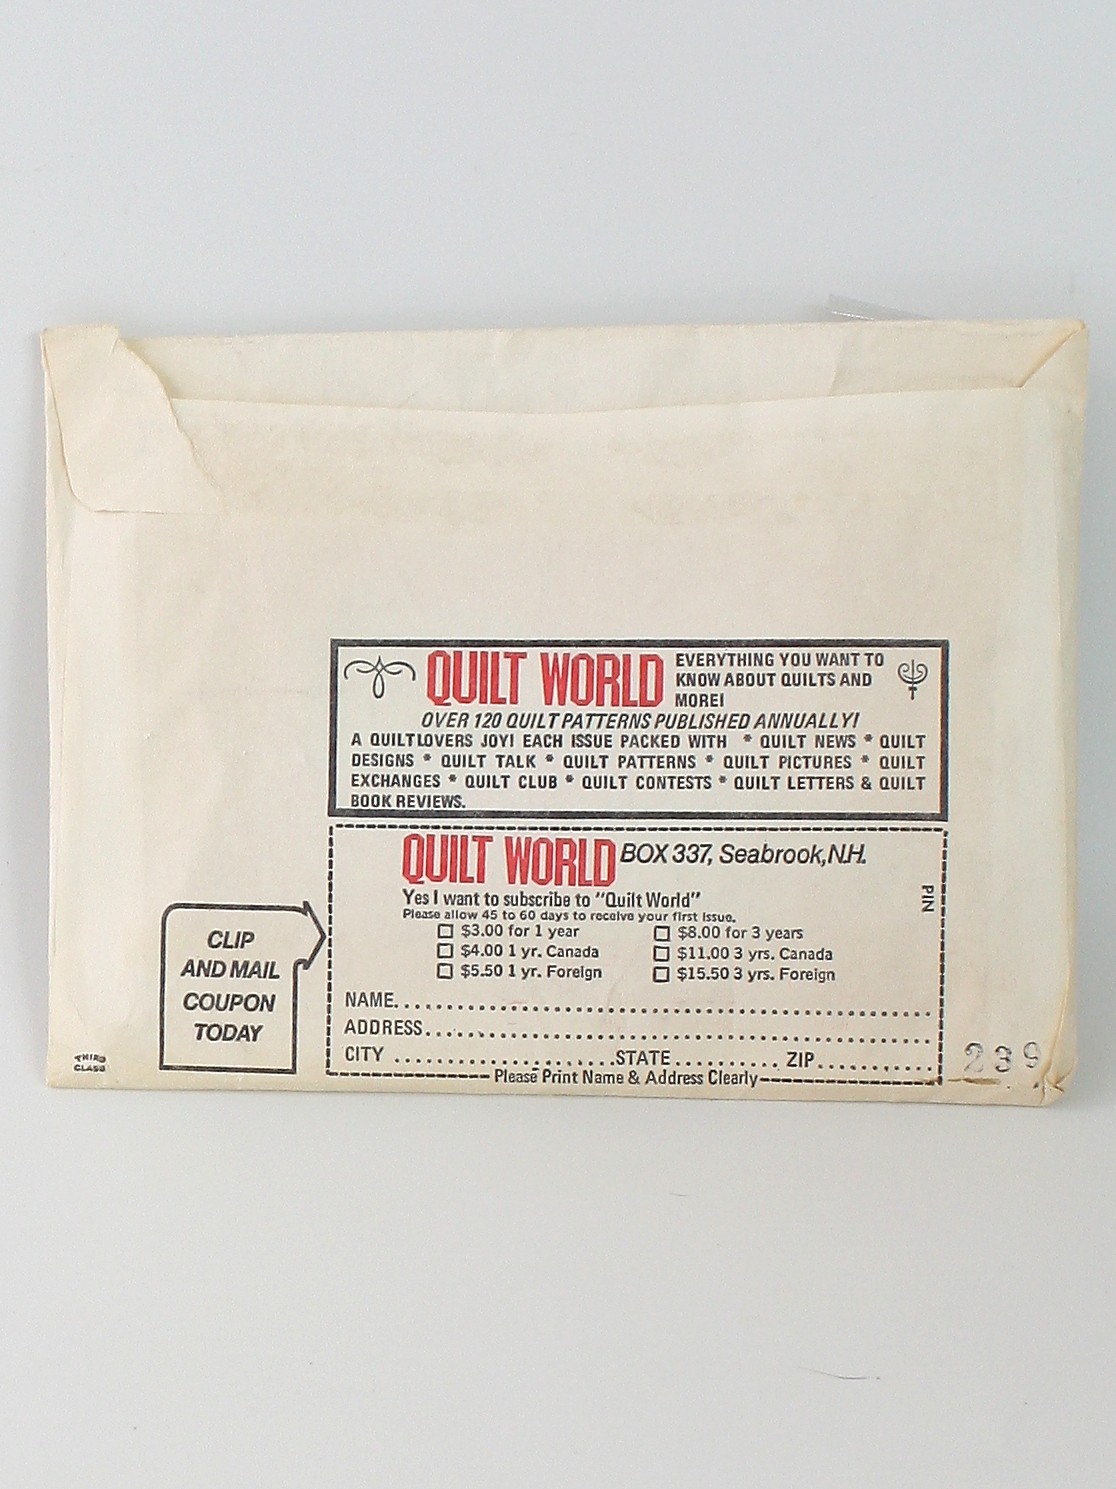 QUILT WORLD
EVERYTHING YOU WANT TO
KNOW ABOUT QUILTS AND
MORE!
OVER 120 QUILT PATTERNS PUBLISHED ANNUALLY!
A QUILTLOVERS JOY! EACH ISSUE PACKED WITH * QUILT NEWS * QUILT
DESIGNS * QUILT TALK * QUILT PATTERNS * QUILT PICTURES * QUILT
EXCHANGES * QUILT CLUB * QUILT CONTESTS * QUILT LETTERS & QUILT
BOOK REVIEWS.
QUILT WORLD BOX 337, Seabrook, N.H.
Yes I want to subscribe to "Quilt World"
Please allow 45 to 60 days to receive your first issue.
$3.00 for 1 year $8.00 for 3 years
$4.00 1 yr. Canada $11.00 3 yrs. Canada
$5.50 1 yr. Foreign $15.50 3 yrs. Foreign
NAME
ADDRESS
CITY STATE ZIP
Please Print Name & Address Clearly
PIN
CLIP
AND MAIL
COUPON
TODAY
THIRD
CLASS
239